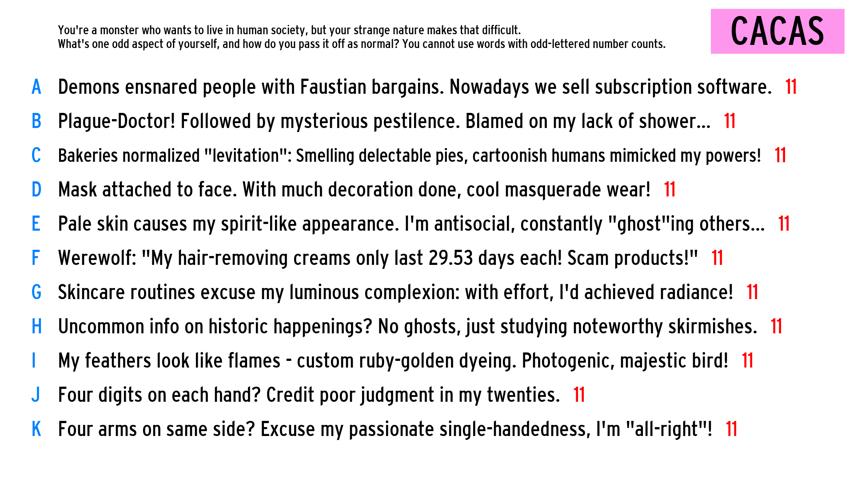 You're a monster who wants to live in human society, but your strange nature makes that difficult.
What's one odd aspect of yourself, and how do you pass it off as normal? You cannot use words with odd-lettered number counts.
CACAS
A Demons ensnared people with Faustian bargains. Nowadays we sell subscription software. 11
B Plague-Doctor! Followed by mysterious pestilence. Blamed on my lack of shower... 11
C Bakeries normalized "levitation": Smelling delectable pies, cartoonish humans mimicked my powers! 11
D Mask attached to face. With much decoration done, cool masquerade wear! 11
E Pale skin causes my spirit-like appearance. I'm antisocial, constantly "ghost"ing others... 11
F Werewolf: "My hair-removing creams only last 29.53 days each! Scam products!" 11
G Skincare routines excuse my luminous complexion: with effort, I'd achieved radiance! 11
H Uncommon info on historic happenings? No ghosts, just studying noteworthy skirmishes. 11
I My feathers look like flames - custom ruby-golden dyeing. Photogenic, majestic bird! 11
J Four digits on each hand? Credit poor judgment in my twenties. 11
K Four arms on same side? Excuse my passionate single-handedness, I'm "all-right"! 11